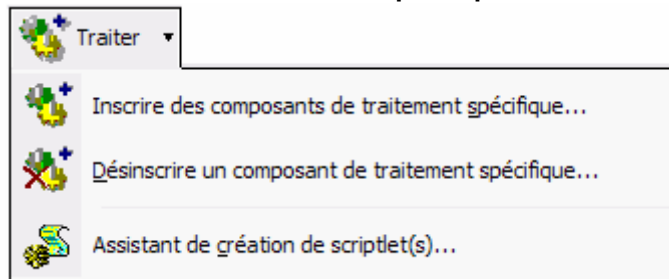 Traiter
Inscrire des composants de traitement spécifique...
Désinscrire un composant de traitement spécifique...
Assistant de création de scriptlet(s)...